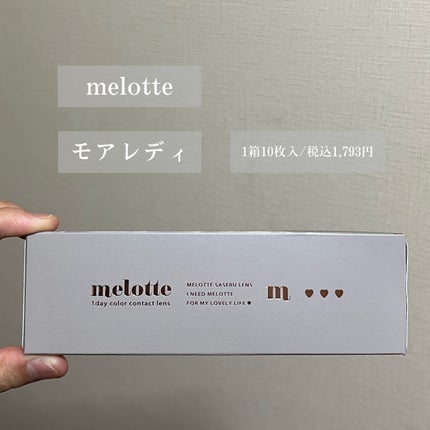 melotte
モアレディ
1箱10枚入/税込1,793円
melotte
1day color contact lens
MELOTTE SASERU LENS
I NEED MELOTTE
FOR MY LOVELY LIFE ♥
m ♥♥♥